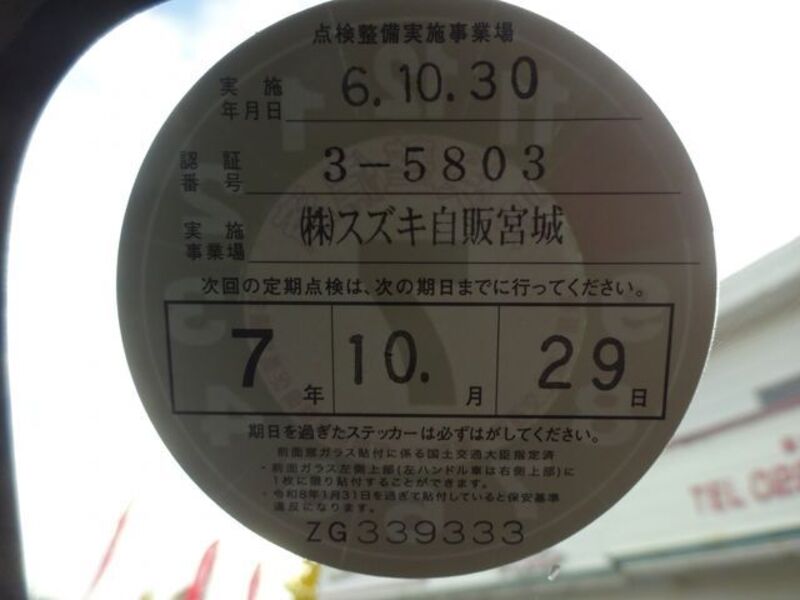 点検整備実施事業場
実施年月日 6.10.30
認証番号 3-5803
実施事業場 ㈱スズキ自販宮城
次回の定期点検は、次の期日までに行ってください。
7年 10.月 29日
期日を過ぎたステッカーは必ずはがしてください。
前面部ガラス貼付に係る国土交通大臣指定済
・前面ガラス左側上部(左ハンドル車は右側上部)に
1枚に限り貼付することができます。
・令和8年1月31日を過ぎて貼付していると保安基準
違反になります。
ZG339333
TEL